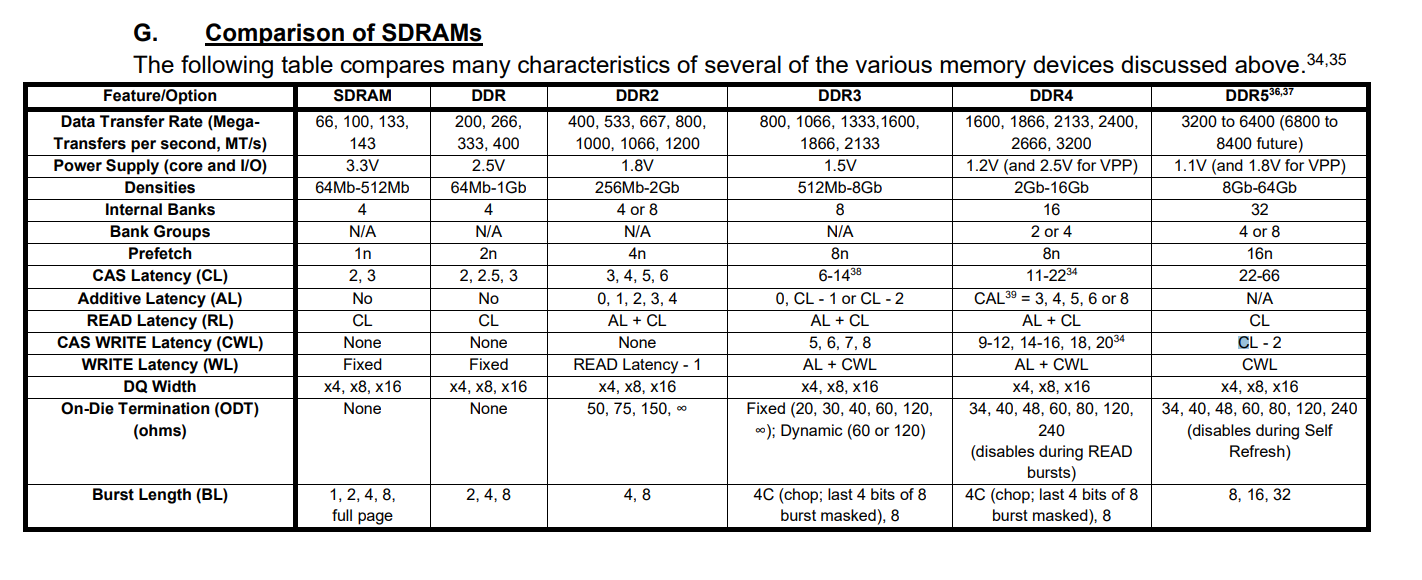 G. Comparison of SDRAMs
The following table compares many characteristics of several of the various memory devices discussed above.34,35
Feature/Option SDRAM DDR DDR2 DDR3 DDR4 DDR536,37
Data Transfer Rate (Mega- 66, 100, 133, 200, 266, 400, 533, 667, 800, 800, 1066, 1333,1600, 1600, 1866, 2133, 2400, 3200 to 6400 (6800 to
Transfers per second, MT/s) 143 333, 400 1000, 1066, 1200 1866, 2133 2666, 3200 8400 future)
Power Supply (core and I/O) 3.3V 2.5V 1.8V 1.5V 1.2V (and 2.5V for VPP) 1.1V (and 1.8V for VPP)
Densities 64Mb-512Mb 64Mb-1Gb 256Mb-2Gb 512Mb-8Gb 2Gb-16Gb 8Gb-64Gb
Internal Banks 4 4 4 or 8 8 16 32
Bank Groups N/A N/A N/A N/A 2 or 4 4 or 8
Prefetch 1n 2n 4n 8n 8n 16n
CAS Latency (CL) 2, 3 2, 2.5, 3 3, 4, 5, 6 6-1438 11-2234 22-66
Additive Latency (AL) No No 0, 1, 2, 3, 4 0, CL - 1 or CL - 2 CAL39 = 3, 4, 5, 6 or 8 N/A
READ Latency (RL) CL CL AL + CL AL + CL AL + CL CL
CAS WRITE Latency (CWL) None None None 5, 6, 7, 8 9-12, 14-16, 18, 2034 CL - 2
WRITE Latency (WL) Fixed Fixed READ Latency - 1 AL + CWL AL + CWL CWL
DQ Width x4, x8, x16 x4, x8, x16 x4, x8, x16 x4, x8, x16 x4, x8, x16 x4, x8, x16
On-Die Termination (ODT) None None 50, 75, 150, ∞ Fixed (20, 30, 40, 60, 120, 34, 40, 48, 60, 80, 120, 34, 40, 48, 60, 80, 120, 240
(ohms) ∞); Dynamic (60 or 120) 240 (disables during Self
(disables during READ Refresh)
bursts)
Burst Length (BL) 1, 2, 4, 8, 2, 4, 8 4, 8 4C (chop; last 4 bits of 8 4C (chop; last 4 bits of 8 8, 16, 32
full page burst masked), 8 burst masked), 8